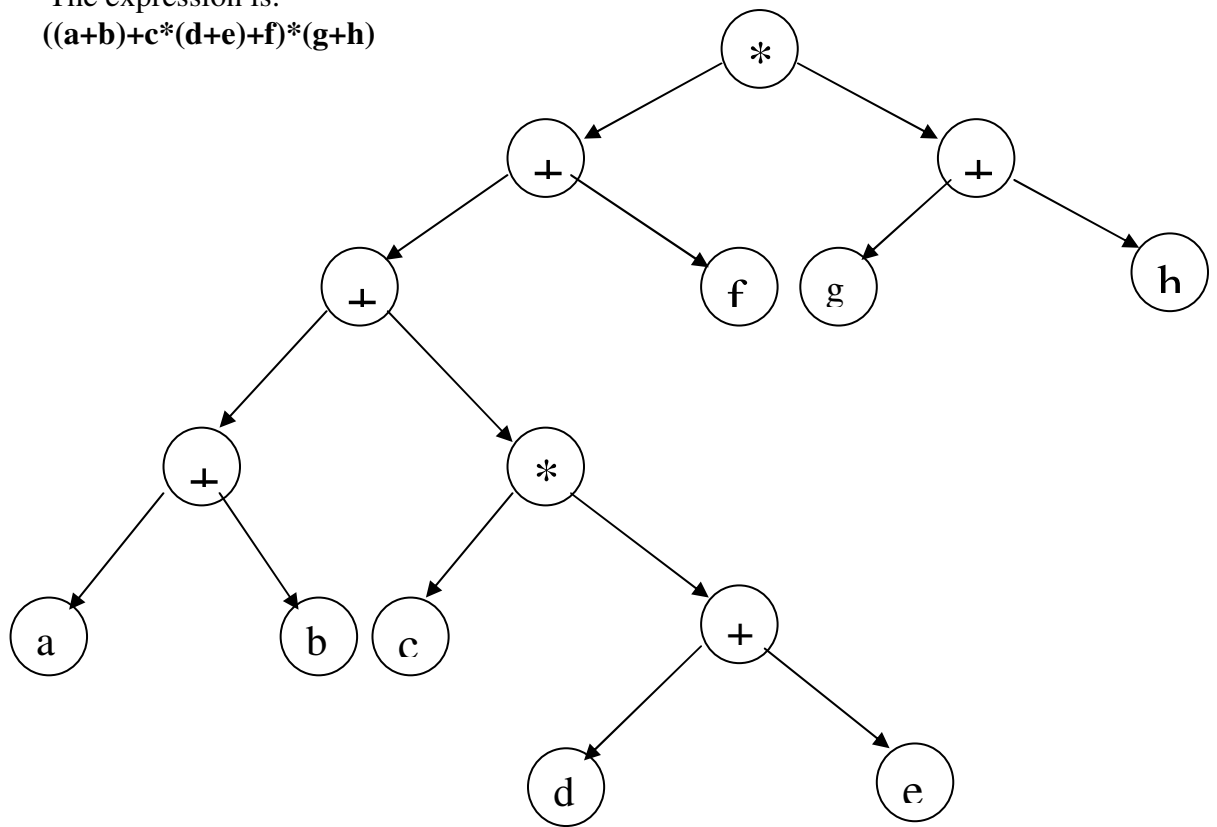 The expression is:
((a+b)+c*(d+e)+f)*(g+h)
*
+ +
+ f g h
+ *
a b c +
d e